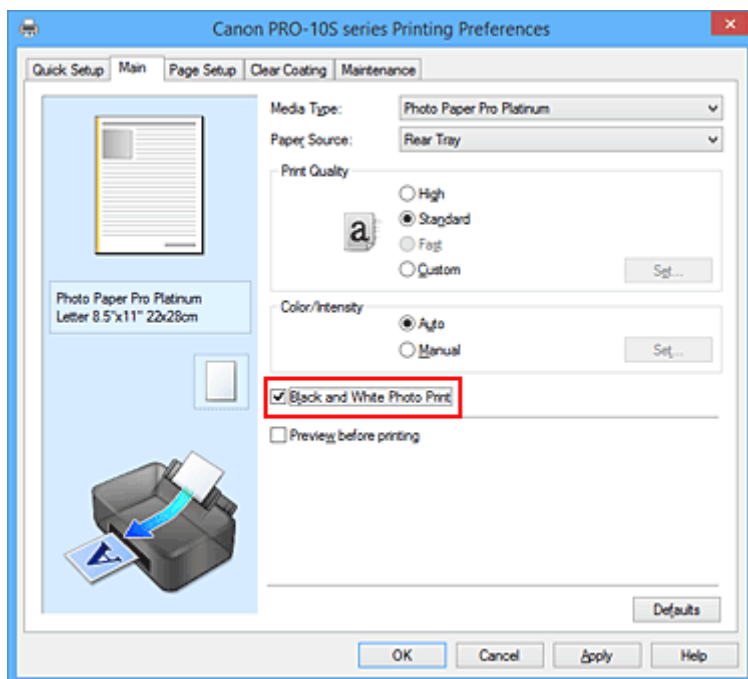 Canon PRO-10S series Printing Preferences
Quick Setup Main Page Setup Clear Coating Maintenance
Media Type: Photo Paper Pro Platinum
Paper Source: Rear Tray
Print Quality
High
Standard
Fast
Custom Set...
a
Photo Paper Pro Platinum
Letter 8.5"x11" 22x28cm
Color/Intensity
Auto
Manual Set...
Black and White Photo Print
Preview before printing
A
Defaults
OK Cancel Apply Help